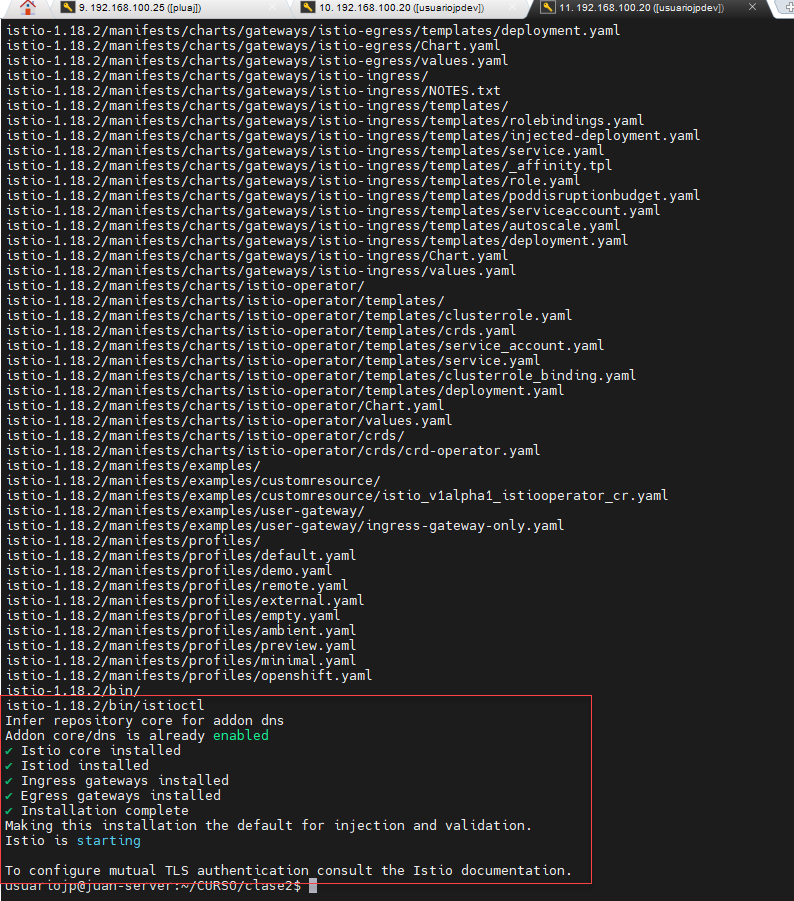 9. 192.168.100.25 ([pluaj])
10. 192.168.100.20 ([usuariojpdev])
11. 192.168.100.20 ([usuariojpdev])
istio-1.18.2/manifests/charts/gateways/istio-egress/templates/deployment.yaml
istio-1.18.2/manifests/charts/gateways/istio-egress/Chart.yaml
istio-1.18.2/manifests/charts/gateways/istio-egress/values.yaml
istio-1.18.2/manifests/charts/gateways/istio-ingress/
istio-1.18.2/manifests/charts/gateways/istio-ingress/NOTES.txt
istio-1.18.2/manifests/charts/gateways/istio-ingress/templates/
istio-1.18.2/manifests/charts/gateways/istio-ingress/templates/rolebindings.yaml
istio-1.18.2/manifests/charts/gateways/istio-ingress/templates/injected-deployment.yaml
istio-1.18.2/manifests/charts/gateways/istio-ingress/templates/service.yaml
istio-1.18.2/manifests/charts/gateways/istio-ingress/templates/_affinity.tpl
istio-1.18.2/manifests/charts/gateways/istio-ingress/templates/role.yaml
istio-1.18.2/manifests/charts/gateways/istio-ingress/templates/poddisruptionbudget.yaml
istio-1.18.2/manifests/charts/gateways/istio-ingress/templates/serviceaccount.yaml
istio-1.18.2/manifests/charts/gateways/istio-ingress/templates/autoscale.yaml
istio-1.18.2/manifests/charts/gateways/istio-ingress/templates/deployment.yaml
istio-1.18.2/manifests/charts/gateways/istio-ingress/Chart.yaml
istio-1.18.2/manifests/charts/gateways/istio-ingress/values.yaml
istio-1.18.2/manifests/charts/istio-operator/
istio-1.18.2/manifests/charts/istio-operator/templates/
istio-1.18.2/manifests/charts/istio-operator/templates/clusterrole.yaml
istio-1.18.2/manifests/charts/istio-operator/templates/crds.yaml
istio-1.18.2/manifests/charts/istio-operator/templates/service_account.yaml
istio-1.18.2/manifests/charts/istio-operator/templates/service.yaml
istio-1.18.2/manifests/charts/istio-operator/templates/clusterrole_binding.yaml
istio-1.18.2/manifests/charts/istio-operator/templates/deployment.yaml
istio-1.18.2/manifests/charts/istio-operator/Chart.yaml
istio-1.18.2/manifests/charts/istio-operator/values.yaml
istio-1.18.2/manifests/charts/istio-operator/crds/
istio-1.18.2/manifests/charts/istio-operator/crds/crd-operator.yaml
istio-1.18.2/manifests/examples/
istio-1.18.2/manifests/examples/customresource/
istio-1.18.2/manifests/examples/customresource/istio_v1alpha1_istiooperator_cr.yaml
istio-1.18.2/manifests/examples/user-gateway/
istio-1.18.2/manifests/examples/user-gateway/ingress-gateway-only.yaml
istio-1.18.2/manifests/profiles/
istio-1.18.2/manifests/profiles/default.yaml
istio-1.18.2/manifests/profiles/demo.yaml
istio-1.18.2/manifests/profiles/remote.yaml
istio-1.18.2/manifests/profiles/external.yaml
istio-1.18.2/manifests/profiles/empty.yaml
istio-1.18.2/manifests/profiles/ambient.yaml
istio-1.18.2/manifests/profiles/preview.yaml
istio-1.18.2/manifests/profiles/minimal.yaml
istio-1.18.2/manifests/profiles/openshift.yaml
istio-1.18.2/bin/
istio-1.18.2/bin/istioctl
Infer repository core for addon dns
Addon core/dns is already enabled
✔ Istio core installed
✔ Istiod installed
✔ Ingress gateways installed
✔ Egress gateways installed
✔ Installation complete
Making this installation the default for injection and validation.
Istio is starting
To configure mutual TLS authentication consult the Istio documentation.
usuariojp@juan-server:~/CURSO/clase2$